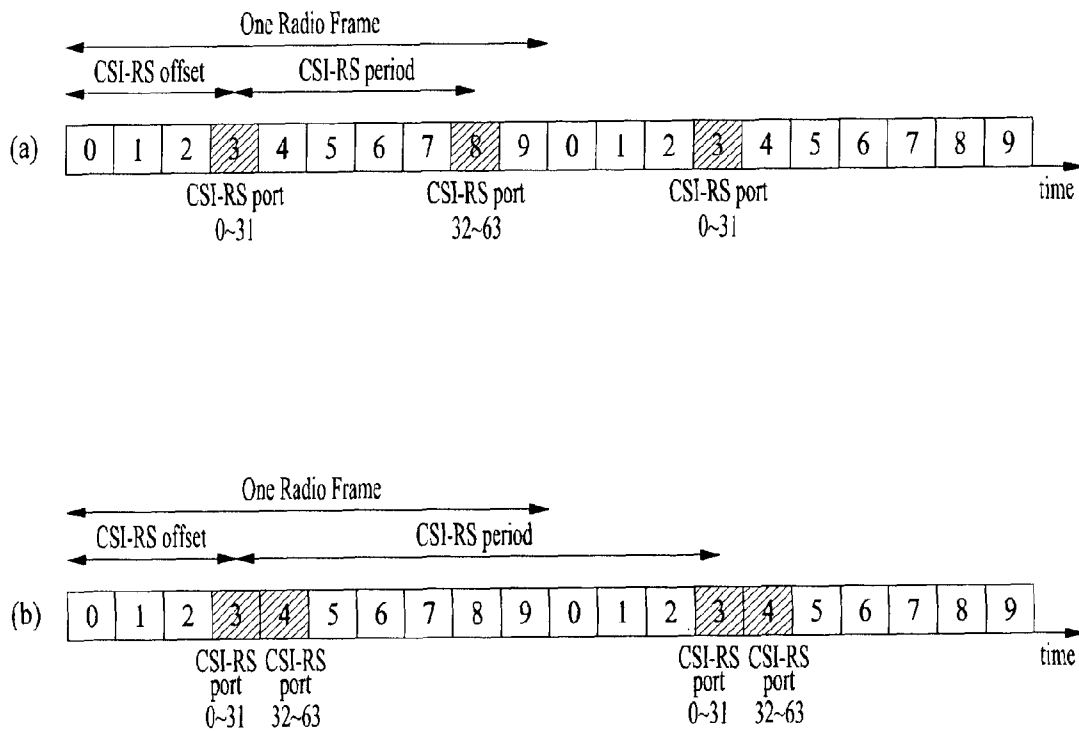 One Radio Frame
CSI-RS offset CSI-RS period
(a) 0 1 2 3 4 5 6 7 8 9 0 1 2 3 4 5 6 7 8 9
time
CSI-RS port CSI-RS port CSI-RS port
0~31 32~63 0~31
One Radio Frame
CSI-RS offset CSI-RS period
(b) 0 1 2 3 4 5 6 7 8 9 0 1 2 3 4 5 6 7 8 9
time
CSI-RS CSI-RS CSI-RS CSI-RS
port port port port
0~31 32~63 0~31 32~63